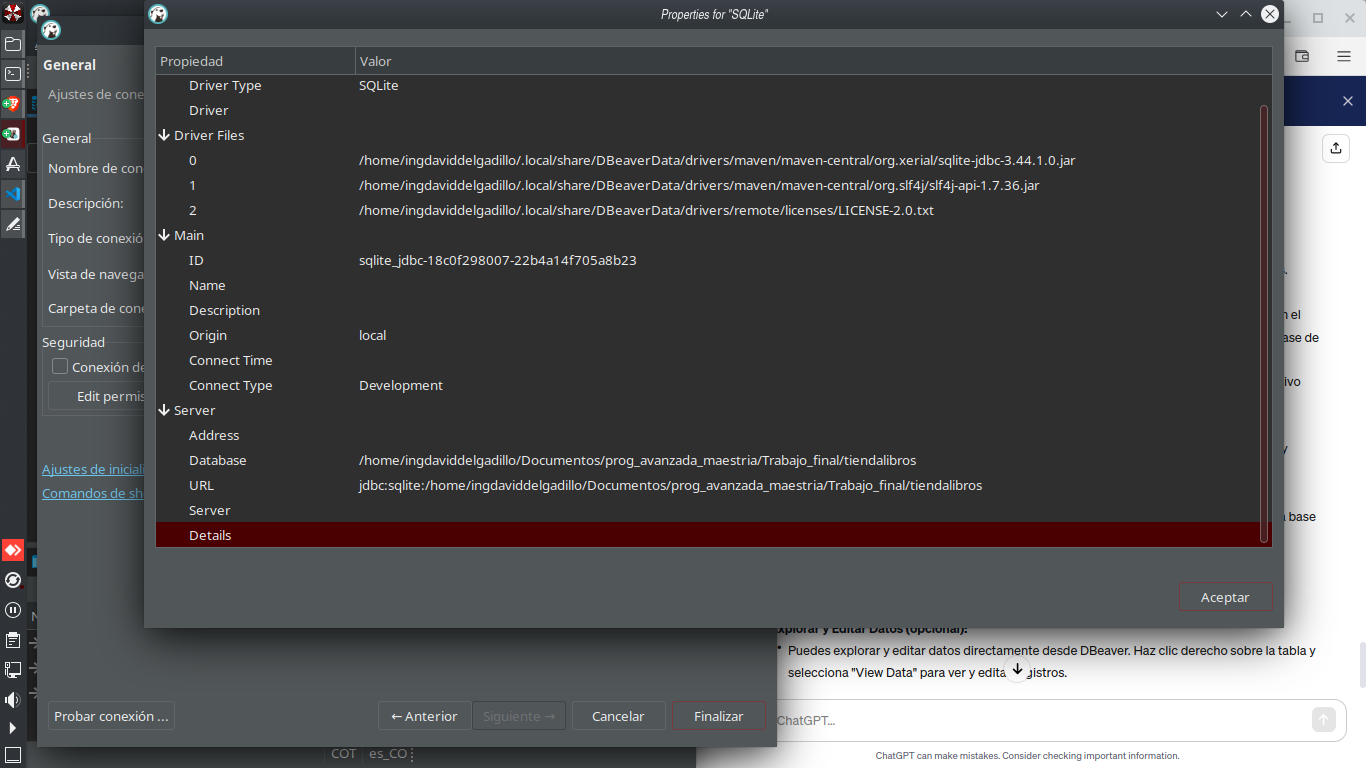 Properties for "SQLite"
Propiedad Valor
Driver Type SQLite
Driver
Driver Files
0 /home/ingdaviddelgadillo/.local/share/DBeaverData/drivers/maven/maven-central/org.xerial/sqlite-jdbc-3.44.1.0.jar
1 /home/ingdaviddelgadillo/.local/share/DBeaverData/drivers/maven/maven-central/org.slf4j/slf4j-api-1.7.36.jar
2 /home/ingdaviddelgadillo/.local/share/DBeaverData/drivers/remote/licenses/LICENSE-2.0.txt
Main
ID sqlite_jdbc-18c0f298007-22b4a14f705a8b23
Name
Description
Origin local
Connect Time
Connect Type Development
Server
Address
Database /home/ingdaviddelgadillo/Documentos/prog_avanzada_maestria/Trabajo_final/tiendalibros
URL jdbc:sqlite:/home/ingdaviddelgadillo/Documentos/prog_avanzada_maestria/Trabajo_final/tiendalibros
Server
Details
Aceptar
General
Ajustes de cone
General
Nombre de con
Descripción:
Tipo de conexió
Vista de navega
Carpeta de cone
Seguridad
Conexión de
Edit permis
Ajustes de iniciali
Comandos de sh
Probar conexión ...
← Anterior
Siguiente →
Cancelar
Finalizar
COT es_CO
n el
ase de
ivo
y
a base
xplorar y Editar Datos (opcional):
• Puedes explorar y editar datos directamente desde DBeaver. Haz clic derecho sobre la tabla y
selecciona "View Data" para ver y edita gistros.
ChatGPT...
ChatGPT can make mistakes. Consider checking important information.